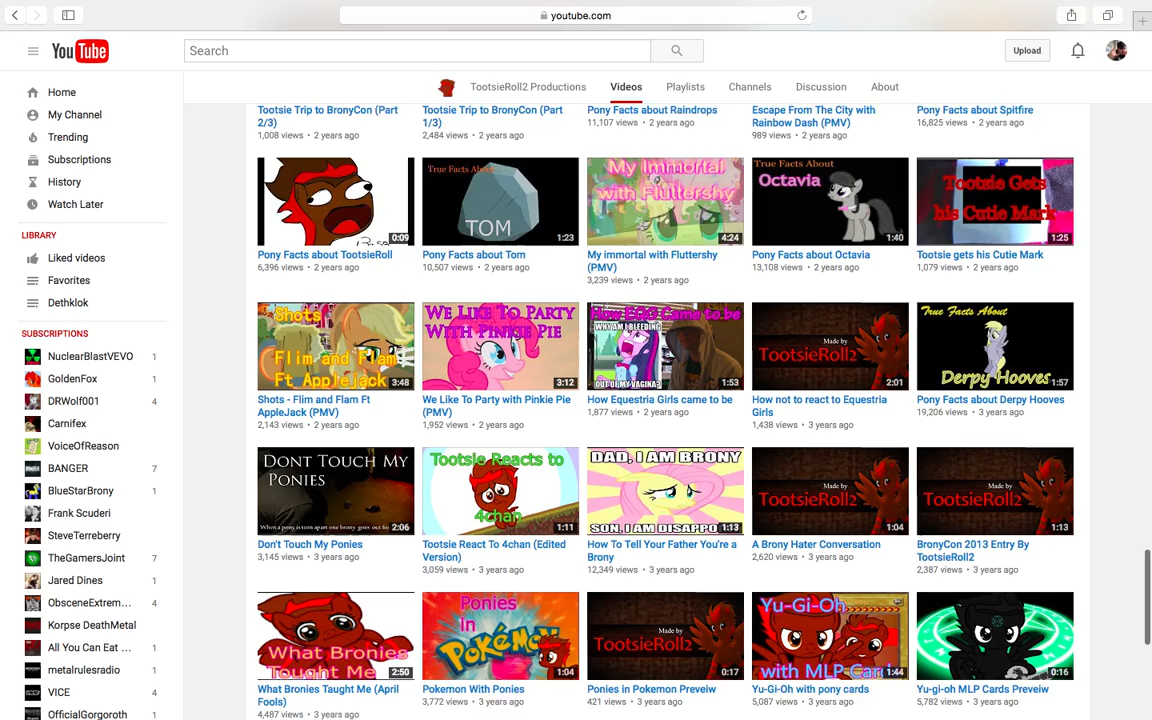 youtube.com
YouTube
Search
Upload
TootsieRoll2 Productions Videos Playlists Channels Discussion About
Home
My Channel
Trending
Subscriptions
History
Watch Later
LIBRARY
Liked videos
Favorites
Dethklok
SUBSCRIPTIONS
NuclearBlastVEVO 1
GoldenFox 1
DRWolf001 4
Carnifex
VoiceOfReason
BANGER 7
BlueStarBrony
Frank Scuderi
SteveTerreberry
TheGamersJoint 7
Jared Dines 1
ObsceneExtrem... 4
Korpse DeathMetal
All You Can Eat ... 1
metalrulesradio 1
VICE 4
OfficialGorgoroth
Tootsie Trip to BronyCon (Part
2/3)
1,008 views • 2 years ago
Tootsie Trip to BronyCon (Part
1/3)
2,484 views • 2 years ago
Pony Facts about Raindrops
11,107 views • 2 years ago
Escape From The City with
Rainbow Dash (PMV)
989 views • 2 years ago
Pony Facts about Spitfire
16,825 views • 2 years ago
0:09
Pony Facts about TootsieRoll
6,396 views • 2 years ago
True Facts About
TOM
1:23
Pony Facts about Tom
10,507 views • 2 years ago
My Immortal
with Fluttershy
4:24
My immortal with Fluttershy
(PMV)
3,239 views • 2 years ago
True Facts About
Octavia
1:40
Pony Facts about Octavia
13,108 views • 2 years ago
Tootsie Gets
his Cutie Mark
1:25
Tootsie gets his Cutie Mark
1,079 views • 2 years ago
Shots
Flim and Flam
Ft Applejack
3:48
Shots - Flim and Flam Ft
AppleJack (PMV)
2,143 views • 2 years ago
We Like To Party
With Pinkie Pie
3:12
We Like To Party with Pinkie Pie
(PMV)
1,952 views • 2 years ago
How EQG Came to be
WHY AM I BLEEDING
OUT OF MY VAGINA?
1:53
How Equestria Girls came to be
1,877 views • 2 years ago
Made by
TootsieRoll2
2:01
How not to react to Equestria
Girls
1,438 views • 3 years ago
True Facts About
Derpy Hooves
1:57
Pony Facts about Derpy Hooves
19,206 views • 3 years ago
DONT TOUCH MY
PONIES
When a pony is torn apart one brony goes out fo
2:06
Don't Touch My Ponies
3,145 views • 3 years ago
Tootsie Reacts to
4chan
1:11
Tootsie React To 4chan (Edited
Version)
3,059 views • 3 years ago
DAD, I AM BRONY
SON, I AM DISAPPO
1:13
How To Tell Your Father You're a
Brony
12,349 views • 3 years ago
Made by
TootsieRoll2
1:04
A Brony Hater Conversation
2,620 views • 3 years ago
Made by
TootsieRoll2
1:13
BronyCon 2013 Entry By
TootsieRoll2
2,387 views • 3 years ago
What Bronies
Taught Me
2:50
What Bronies Taught Me (April
Fools)
4,487 views • 3 years ago
Ponies
in
Pokémon
1:04
Pokemon With Ponies
3,772 views • 3 years ago
Made by
TootsieRoll2
0:17
Ponies in Pokemon Preveiw
421 views • 3 years ago
Yu-Gi-Oh
with MLP Card
1:44
Yu-Gi-Oh with pony cards
5,087 views • 3 years ago
0:16
Yu-gi-oh MLP Cards Preveiw
5,782 views • 3 years ago